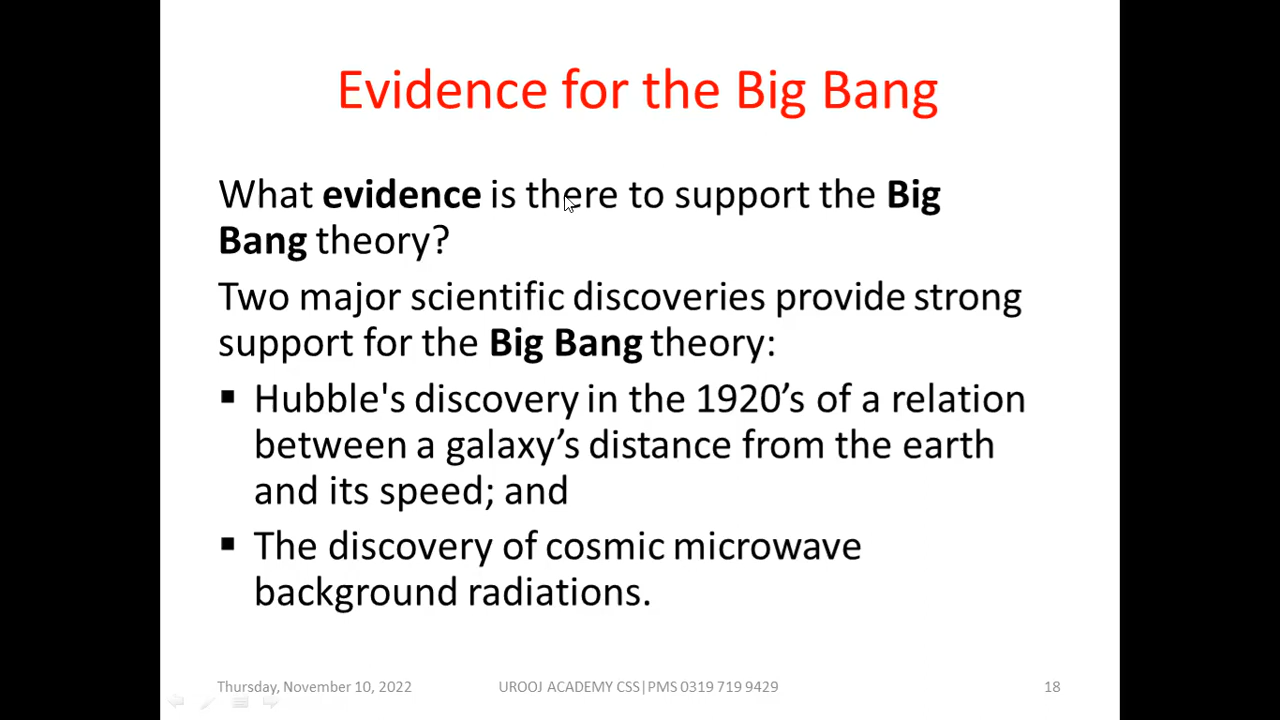 Evidence for the Big Bang
What evidence is there to support the Big
Bang theory?
Two major scientific discoveries provide strong
support for the Big Bang theory:
▪ Hubble's discovery in the 1920’s of a relation
between a galaxy’s distance from the earth
and its speed; and
▪ The discovery of cosmic microwave
background radiations.
Thursday, November 10, 2022 UROOJ ACADEMY CSS|PMS 0319 719 9429 18